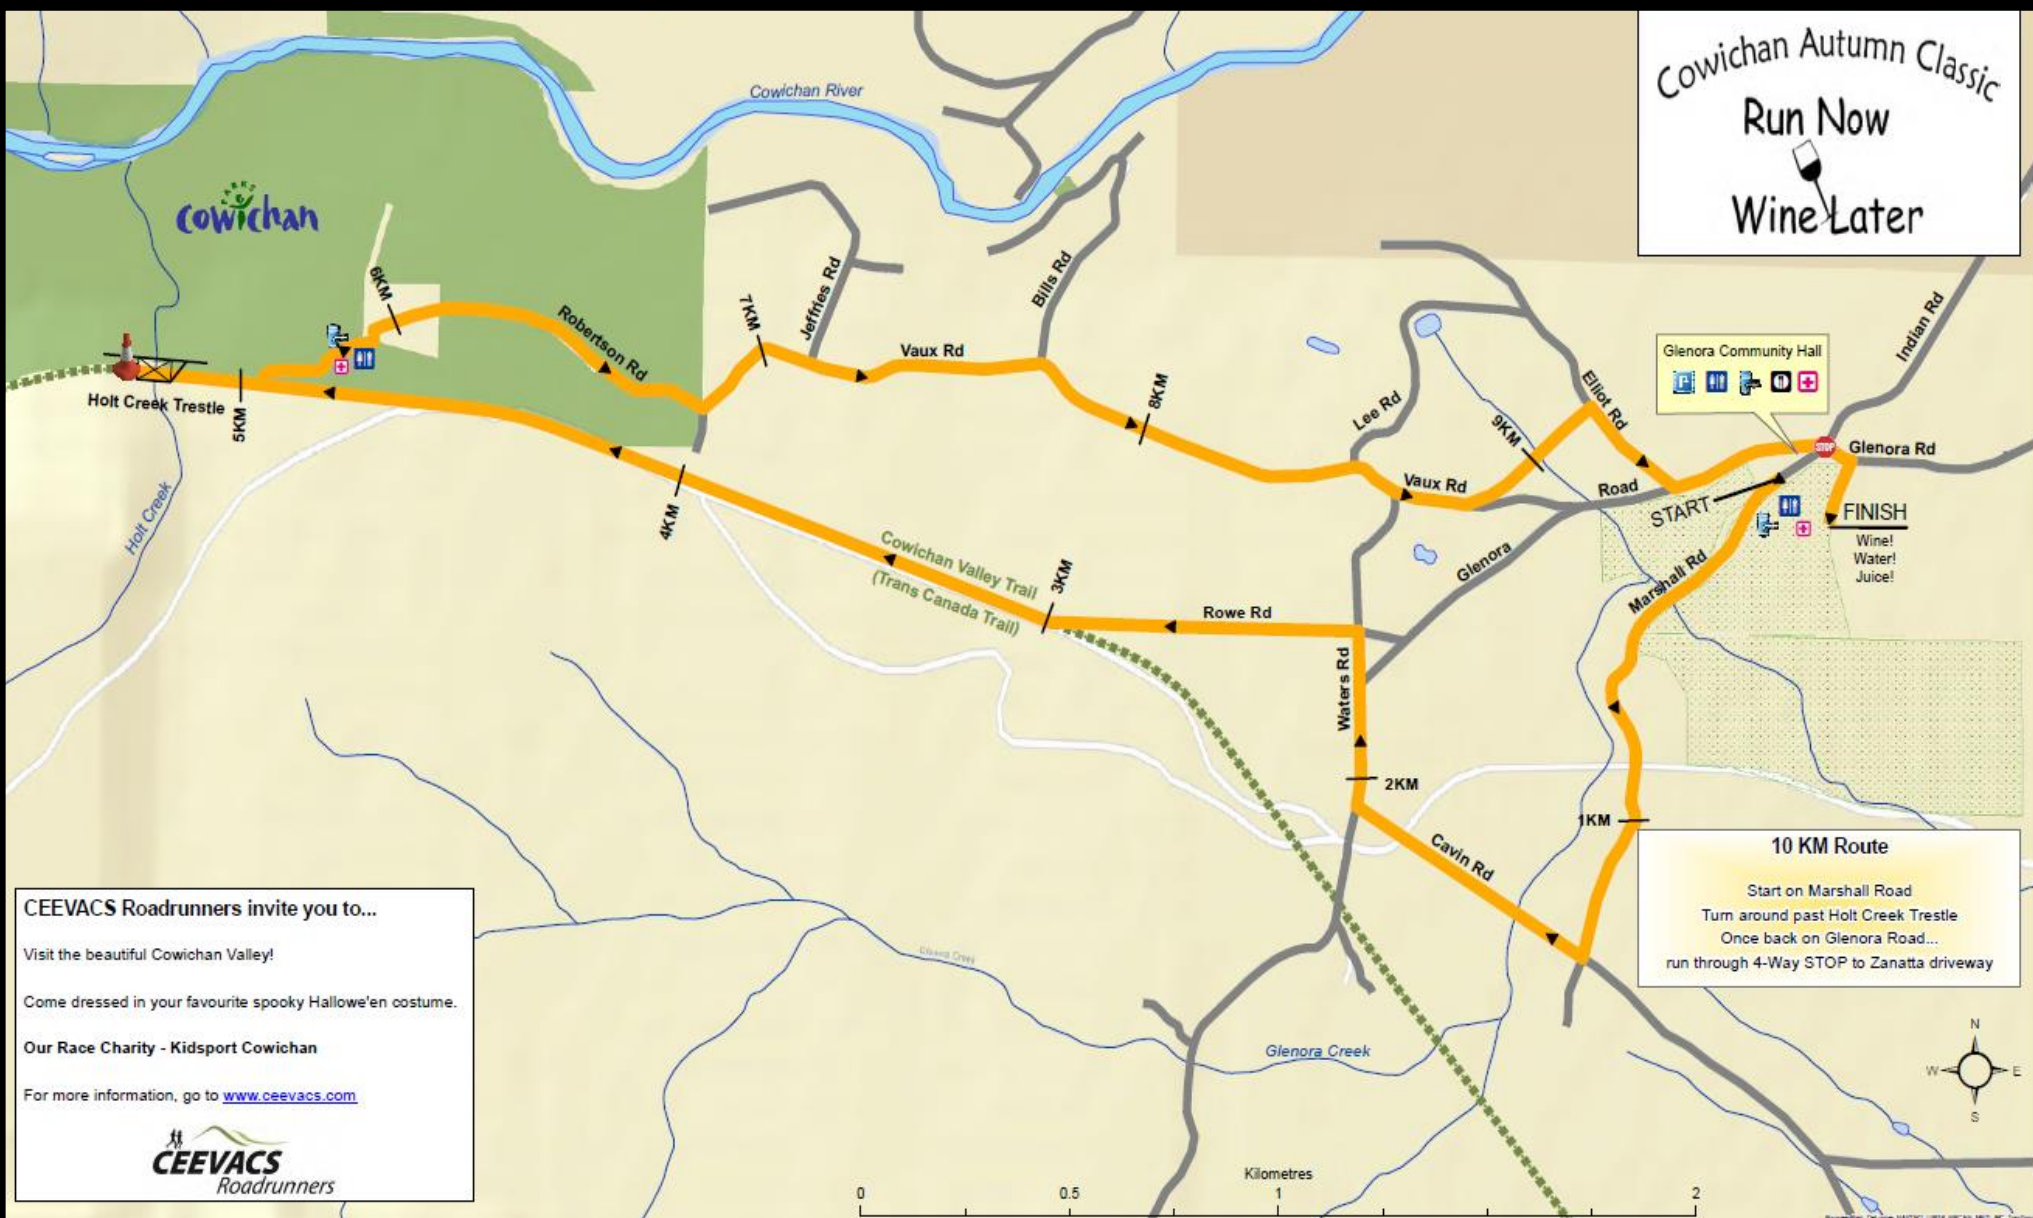 Cowichan Autumn Classic
Run Now
Wine Later
Cowichan River
PARKS
cowichan
6KM
Robertson Rd
7KM
Jeffries Rd
Vaux Rd
Bills Rd
8KM
Lee Rd
Vaux Rd
9KM
Elliot Rd
Indian Rd
Glenora Community Hall
P
STOP
Glenora Rd
Road
START
FINISH
Wine!
Water!
Juice!
Marshall Rd
Glenora
Holt Creek Trestle
5KM
Holt Creek
4KM
Cowichan Valley Trail
(Trans Canada Trail)
3KM
Rowe Rd
Waters Rd
2KM
Cavin Rd
1KM
10 KM Route
Start on Marshall Road
Turn around past Holt Creek Trestle
Once back on Glenora Road...
run through 4-Way STOP to Zanatta driveway
CEEVACS Roadrunners invite you to...
Visit the beautiful Cowichan Valley!
Come dressed in your favourite spooky Hallowe'en costume.
Our Race Charity - Kidsport Cowichan
For more information, go to www.ceevacs.com
CEEVACS
Roadrunners
Glenora Creek
N
W
E
S
Kilometres
0
0.5
1
2